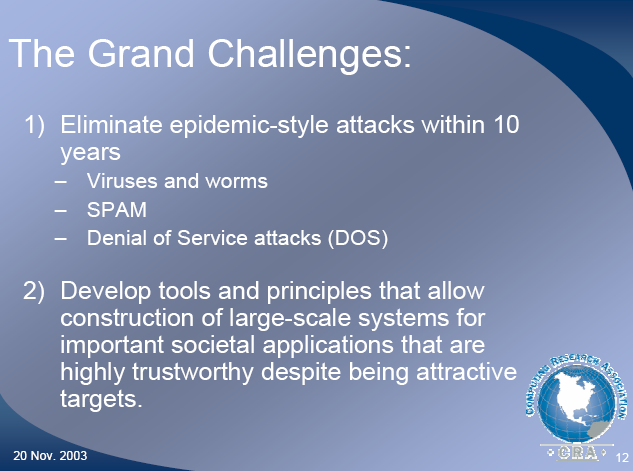 The Grand Challenges:
1) Eliminate epidemic-style attacks within 10
years
– Viruses and worms
– SPAM
– Denial of Service attacks (DOS)
2) Develop tools and principles that allow
construction of large-scale systems for
important societal applications that are
highly trustworthy despite being attractive
targets.
COMPUTING RESEARCH ASSOCIATION
CRA
20 Nov. 2003
12